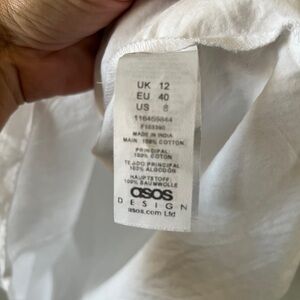 UK 12
EU 40
US 8
116459844
MADE IN INDIA
MAIN: 100% COTTON
PRINCIPAL:
100% COTON
TEJIDO PRINCIPAL
100% ALGODON
HAUPTSTOFF:
100% BAUMWOLLE
asos
DESIGN
asos.com Ltd